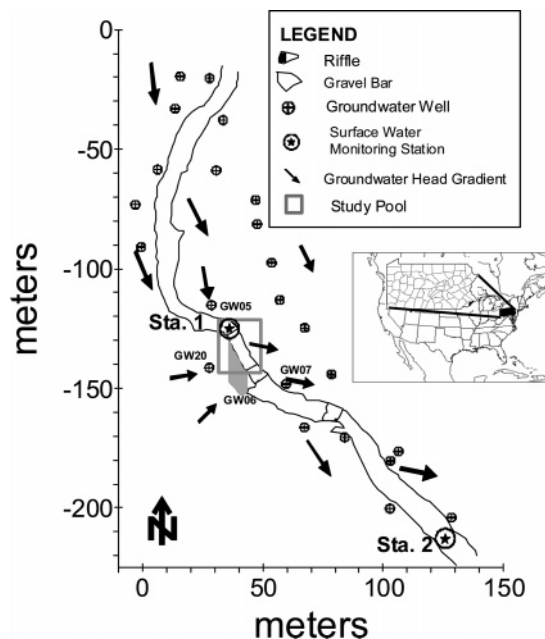 0
-50
-100
-150
-200
meters
0
50
100
150
meters
LEGEND
Riffle
Gravel Bar
Groundwater Well
Surface Water
Monitoring Station
Groundwater Head Gradient
Study Pool
GW05
Sta. 1
GW20
GW07
GW06
N
Sta. 2